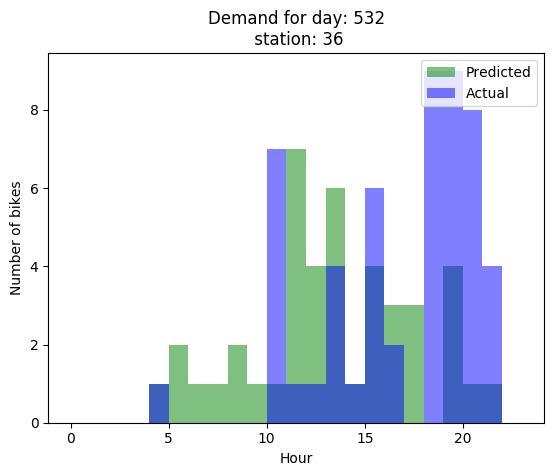 Demand for day: 532
station: 36
Predicted
Actual
Number of bikes
8
6
4
2
0
0
5
10
15
20
Hour